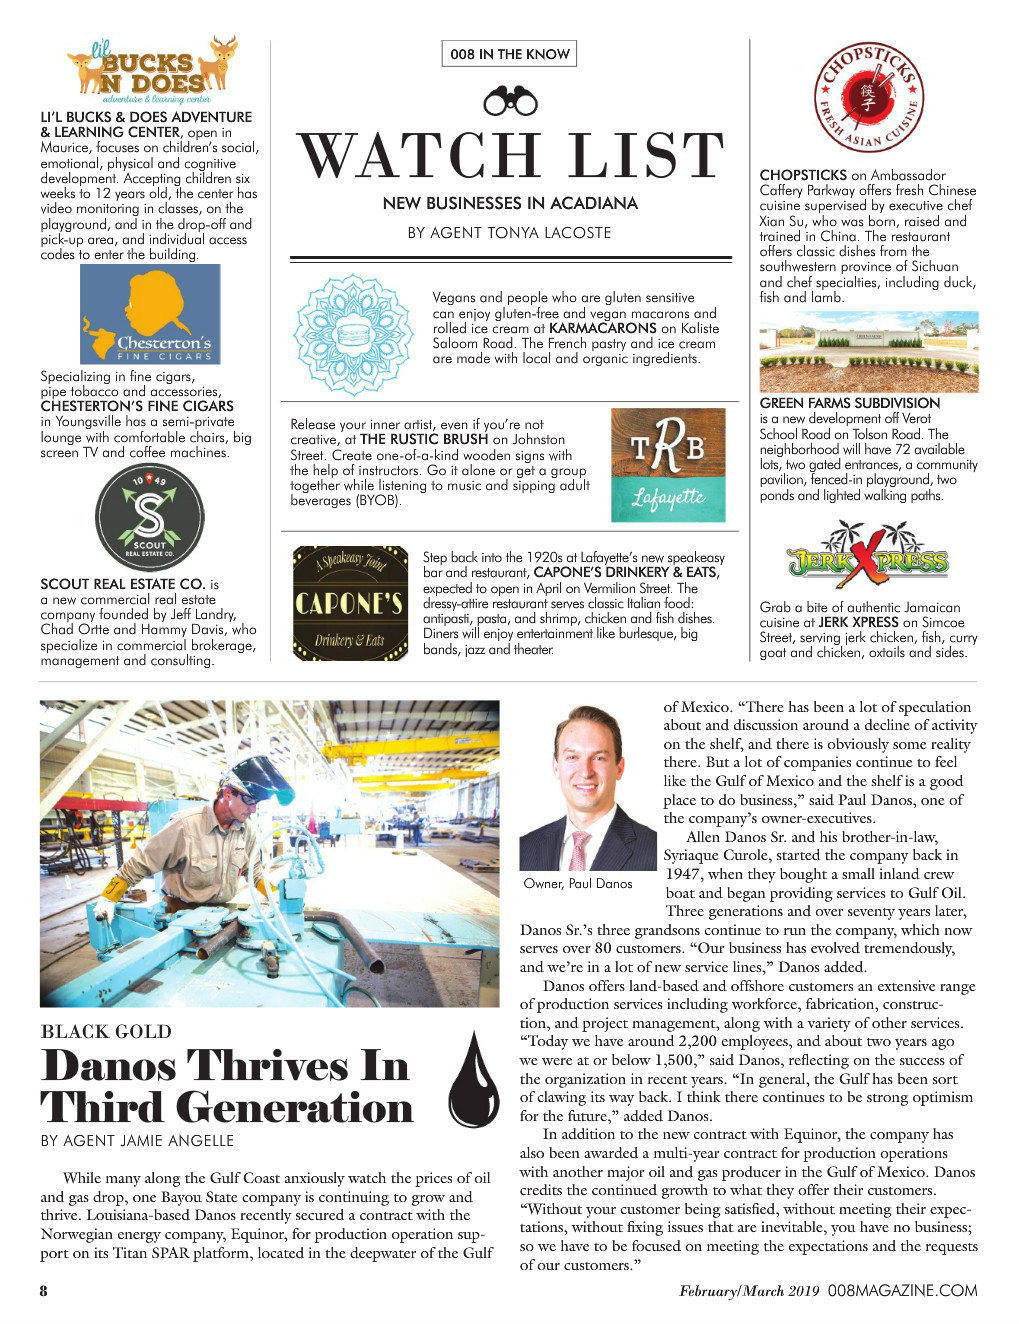 li'l
BUCKS
N DOES
adventure & learning center
LI'L BUCKS & DOES ADVENTURE
& LEARNING CENTER, open in
Maurice, focuses on children's social,
emotional, physical and cognitive
development. Accepting children six
weeks to 12 years old, the center has
video monitoring in classes, on the
playground, and in the drop-off and
pick-up area, and individual access
codes to enter the building.
Chesterton's
FINE CIGARS
Specializing in fine cigars,
pipe tobacco and accessories,
CHESTERTON'S FINE CIGARS
in Youngsville has a semi-private
lounge with comfortable chairs, big
screen TV and coffee machines.
10 49
S
SCOUT
REAL ESTATE CO.
SCOUT REAL ESTATE CO. is
a new commercial real estate
company founded by Jeff Landry,
Chad Ortte and Hammy Davis, who
specialize in commercial brokerage,
management and consulting.
008 IN THE KNOW
WATCH LIST
NEW BUSINESSES IN ACADIANA
BY AGENT TONYA LACOSTE
Vegans and people who are gluten sensitive
can enjoy gluten-free and vegan macarons and
rolled ice cream at KARMACARONS on Kaliste
Saloom Road. The French pastry and ice cream
are made with local and organic ingredients.
Release your inner artist, even if you're not
creative, at THE RUSTIC BRUSH on Johnston
Street. Create one-of-a-kind wooden signs with
the help of instructors. Go it alone or get a group
together while listening to music and sipping adult
beverages (BYOB).
TRB
Lafayette
A Speakeasy Joint
CAPONE'S
Drinkery & Eats
Step back into the 1920s at Lafayette's new speakeasy
bar and restaurant, CAPONE'S DRINKERY & EATS,
expected to open in April on Vermilion Street. The
dressy-attire restaurant serves classic Italian food:
antipasti, pasta, and shrimp, chicken and fish dishes.
Diners will enjoy entertainment like burlesque, big
bands, jazz and theater.
CHOPSTICKS
筷子
FRESH ASIAN CUISINE
CHOPSTICKS on Ambassador
Caffery Parkway offers fresh Chinese
cuisine supervised by executive chef
Xian Su, who was born, raised and
trained in China. The restaurant
offers classic dishes from the
southwestern province of Sichuan
and chef specialties, including duck,
fish and lamb.
GREEN FARMS SUBDIVISION
is a new development off Verot
School Road on Tolson Road. The
neighborhood will have 72 available
lots, two gated entrances, a community
pavilion, fenced-in playground, two
ponds and lighted walking paths.
JERK XPRESS
Grab a bite of authentic Jamaican
cuisine at JERK XPRESS on Simcoe
Street, serving jerk chicken, fish, curry
goat and chicken, oxtails and sides.
BLACK GOLD
Danos Thrives In
Third Generation
BY AGENT JAMIE ANGELLE
While many along the Gulf Coast anxiously watch the prices of oil
and gas drop, one Bayou State company is continuing to grow and
thrive. Louisiana-based Danos recently secured a contract with the
Norwegian energy company, Equinor, for production operation sup-
port on its Titan SPAR platform, located in the deepwater of the Gulf
Owner, Paul Danos
of Mexico. “There has been a lot of speculation
about and discussion around a decline of activity
on the shelf, and there is obviously some reality
there. But a lot of companies continue to feel
like the Gulf of Mexico and the shelf is a good
place to do business,” said Paul Danos, one of
the company's owner-executives.
Allen Danos Sr. and his brother-in-law,
Syriaque Curole, started the company back in
1947, when they bought a small inland crew
boat and began providing services to Gulf Oil.
Three generations and over seventy years later,
Danos Sr.'s three grandsons continue to run the company, which now
serves over 80 customers. “Our business has evolved tremendously,
and we're in a lot of new service lines,” Danos added.
Danos offers land-based and offshore customers an extensive range
of production services including workforce, fabrication, construc-
tion, and project management, along with a variety of other services.
“Today we have around 2,200 employees, and about two years ago
we were at or below 1,500,” said Danos, reflecting on the success of
the organization in recent years. “In general, the Gulf has been sort
of clawing its way back. I think there continues to be strong optimism
for the future,” added Danos.
In addition to the new contract with Equinor, the company has
also been awarded a multi-year contract for production operations
with another major oil and gas producer in the Gulf of Mexico. Danos
credits the continued growth to what they offer their customers.
“Without your customer being satisfied, without meeting their expec-
tations, without fixing issues that are inevitable, you have no business;
so we have to be focused on meeting the expectations and the requests
of our customers.”
8
February/March 2019 008MAGAZINE.COM